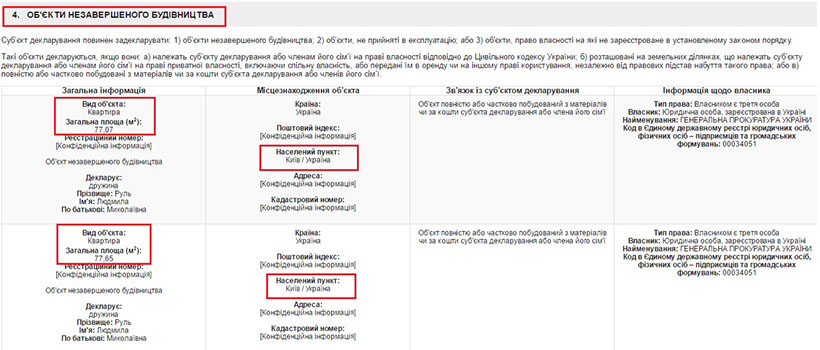 4. ОБ'ЄКТИ НЕЗАВЕРШЕНОГО БУДІВНИЦТВА
Суб'єкт декларування повинен задекларувати: 1) об'єкти незавершеного будівництва; 2) об'єкти, не прийняті в експлуатацію; або 3) об'єкти, право власності на які не зареєстроване в установленому законом порядку.
Такі об'єкти декларуються, якщо вони: а) належать суб'єкту декларування або членам його сім'ї на праві власності відповідно до Цивільного кодексу України; б) розташовані на земельних ділянках, що належать суб'єкту
декларування або членам його сім'ї на праві приватної власності, включаючи спільну власність, або передані їм в оренду чи на іншому праві користування, незалежно від правових підстав набуття такого права; або в)
повністю або частково побудовані з матеріалів чи за кошти суб'єкта декларування або членів його сім'ї.
Загальна інформація
Місцезнаходження об'єкта
Зв'язок із суб'єктом декларування
Інформація щодо власника
Вид об'єкта:
Квартира
Загальна площа (м²):
77,07
Реєстраційний номер:
[Конфіденційна інформація]
Об'єкт незавершеного будівництва
Декларує:
дружина
Прізвище: Руль
Ім'я: Людмила
По батькові: Миколаївна
Країна:
Україна
Поштовий індекс:
[Конфіденційна інформація]
Населений пункт:
Київ / Україна
Адреса:
[Конфіденційна інформація]
Кадастровий номер:
[Конфіденційна інформація]
Об'єкт повністю або частково побудований з матеріалів
чи за кошти суб'єкта декларування або члена його сім'ї
Тип права: Власником є третя особа
Власник: Юридична особа, зареєстрована в Україні
Найменування: ГЕНЕРАЛЬНА ПРОКУРАТУРА УКРАЇНИ
Код в Єдиному державному реєстрі юридичних осіб,
фізичних осіб – підприємців та громадських
формувань: 00034051
Вид об'єкта:
Квартира
Загальна площа (м²):
77,65
Реєстраційний номер:
[Конфіденційна інформація]
Об'єкт незавершеного будівництва
Декларує:
дружина
Прізвище: Руль
Ім'я: Людмила
По батькові: Миколаївна
Країна:
Україна
Поштовий індекс:
[Конфіденційна інформація]
Населений пункт:
Київ / Україна
Адреса:
[Конфіденційна інформація]
Кадастровий номер:
[Конфіденційна інформація]
Об'єкт повністю або частково побудований з матеріалів
чи за кошти суб'єкта декларування або члена його сім'ї
Тип права: Власником є третя особа
Власник: Юридична особа, зареєстрована в Україні
Найменування: ГЕНЕРАЛЬНА ПРОКУРАТУРА УКРАЇНИ
Код в Єдиному державному реєстрі юридичних осіб,
фізичних осіб – підприємців та громадських
формувань: 00034051